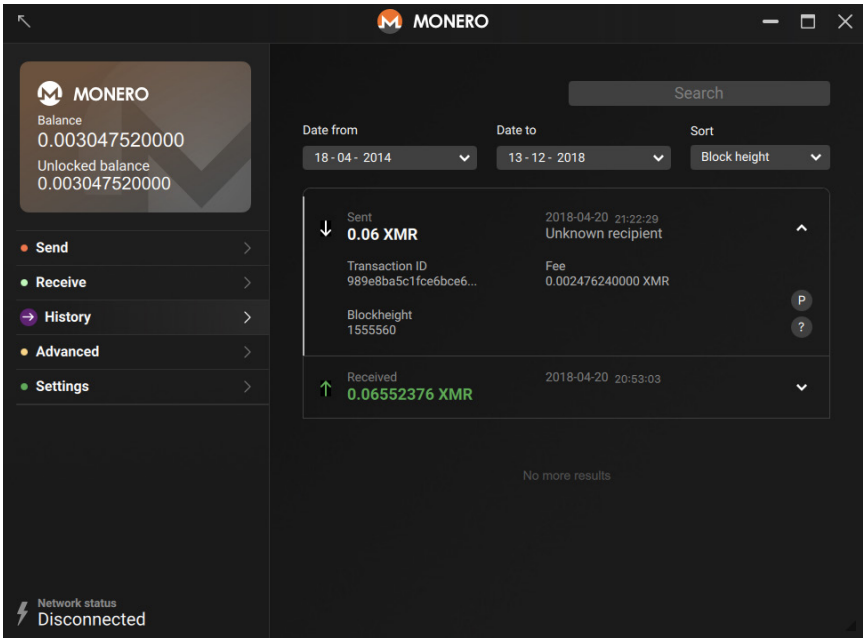 MONERO
MONERO
Balance
0.003047520000
Unlocked balance
0.003047520000
Send
Receive
History
Advanced
Settings
Network status
Disconnected
Search
Date from
Date to
Sort
18-04- 2014
13-12- 2018
Block height
Sent
2018-04-20 21:22:29
0.06 XMR
Unknown recipient
Transaction ID
Fee
989e8ba5c1fce6bce6...
0.002476240000 XMR
Blockheight
1555560
P
?
Received
2018-04-20 20:53:03
0.06552376 XMR
No more results